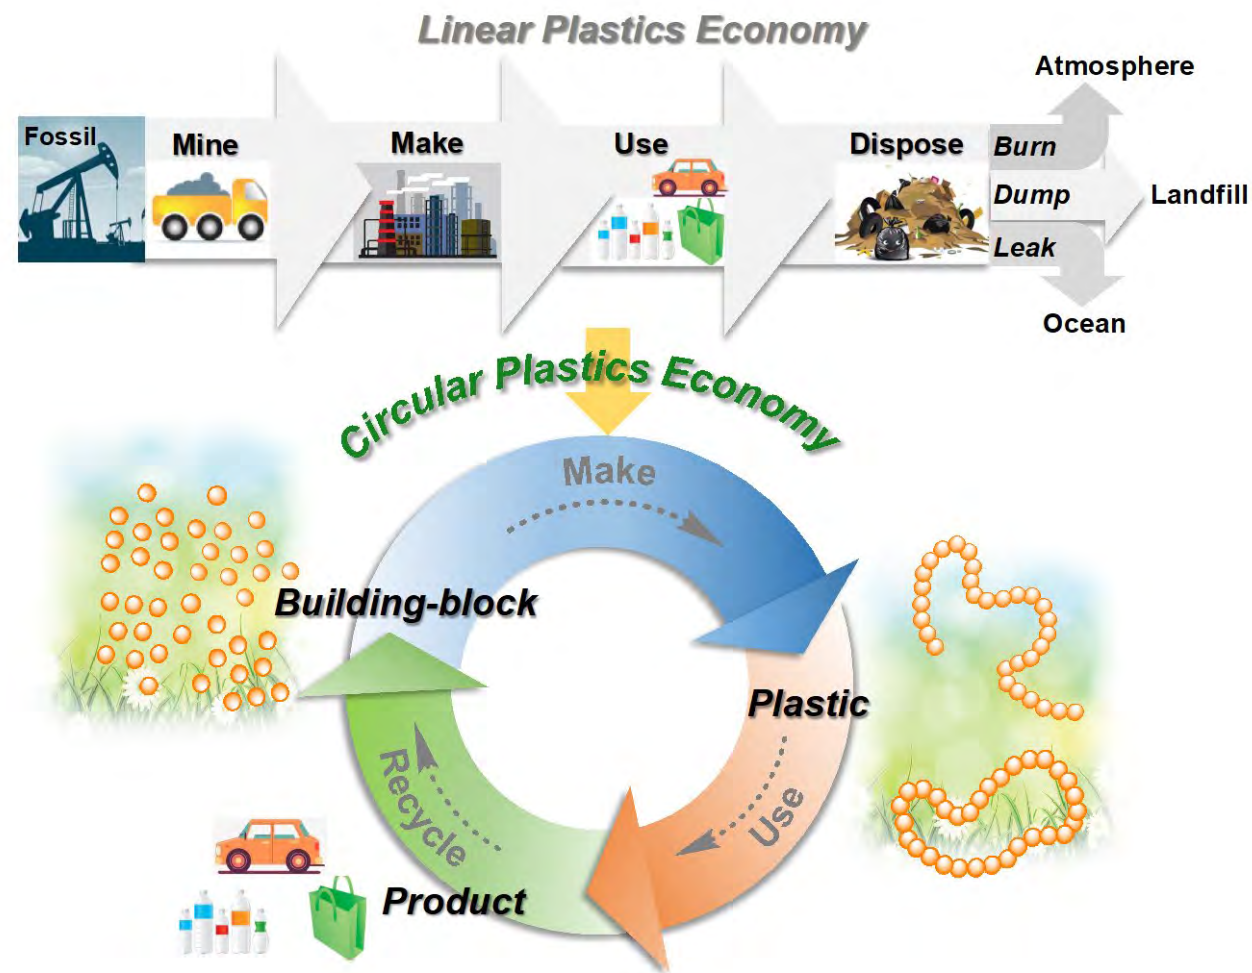 Linear Plastics Economy
Atmosphere
Fossil
Mine
Make
Use
Dispose
Burn
Dump
Landfill
Leak
Ocean
Circular Plastics Economy
Make
Building-block
Plastic
Use
Recycle
Product